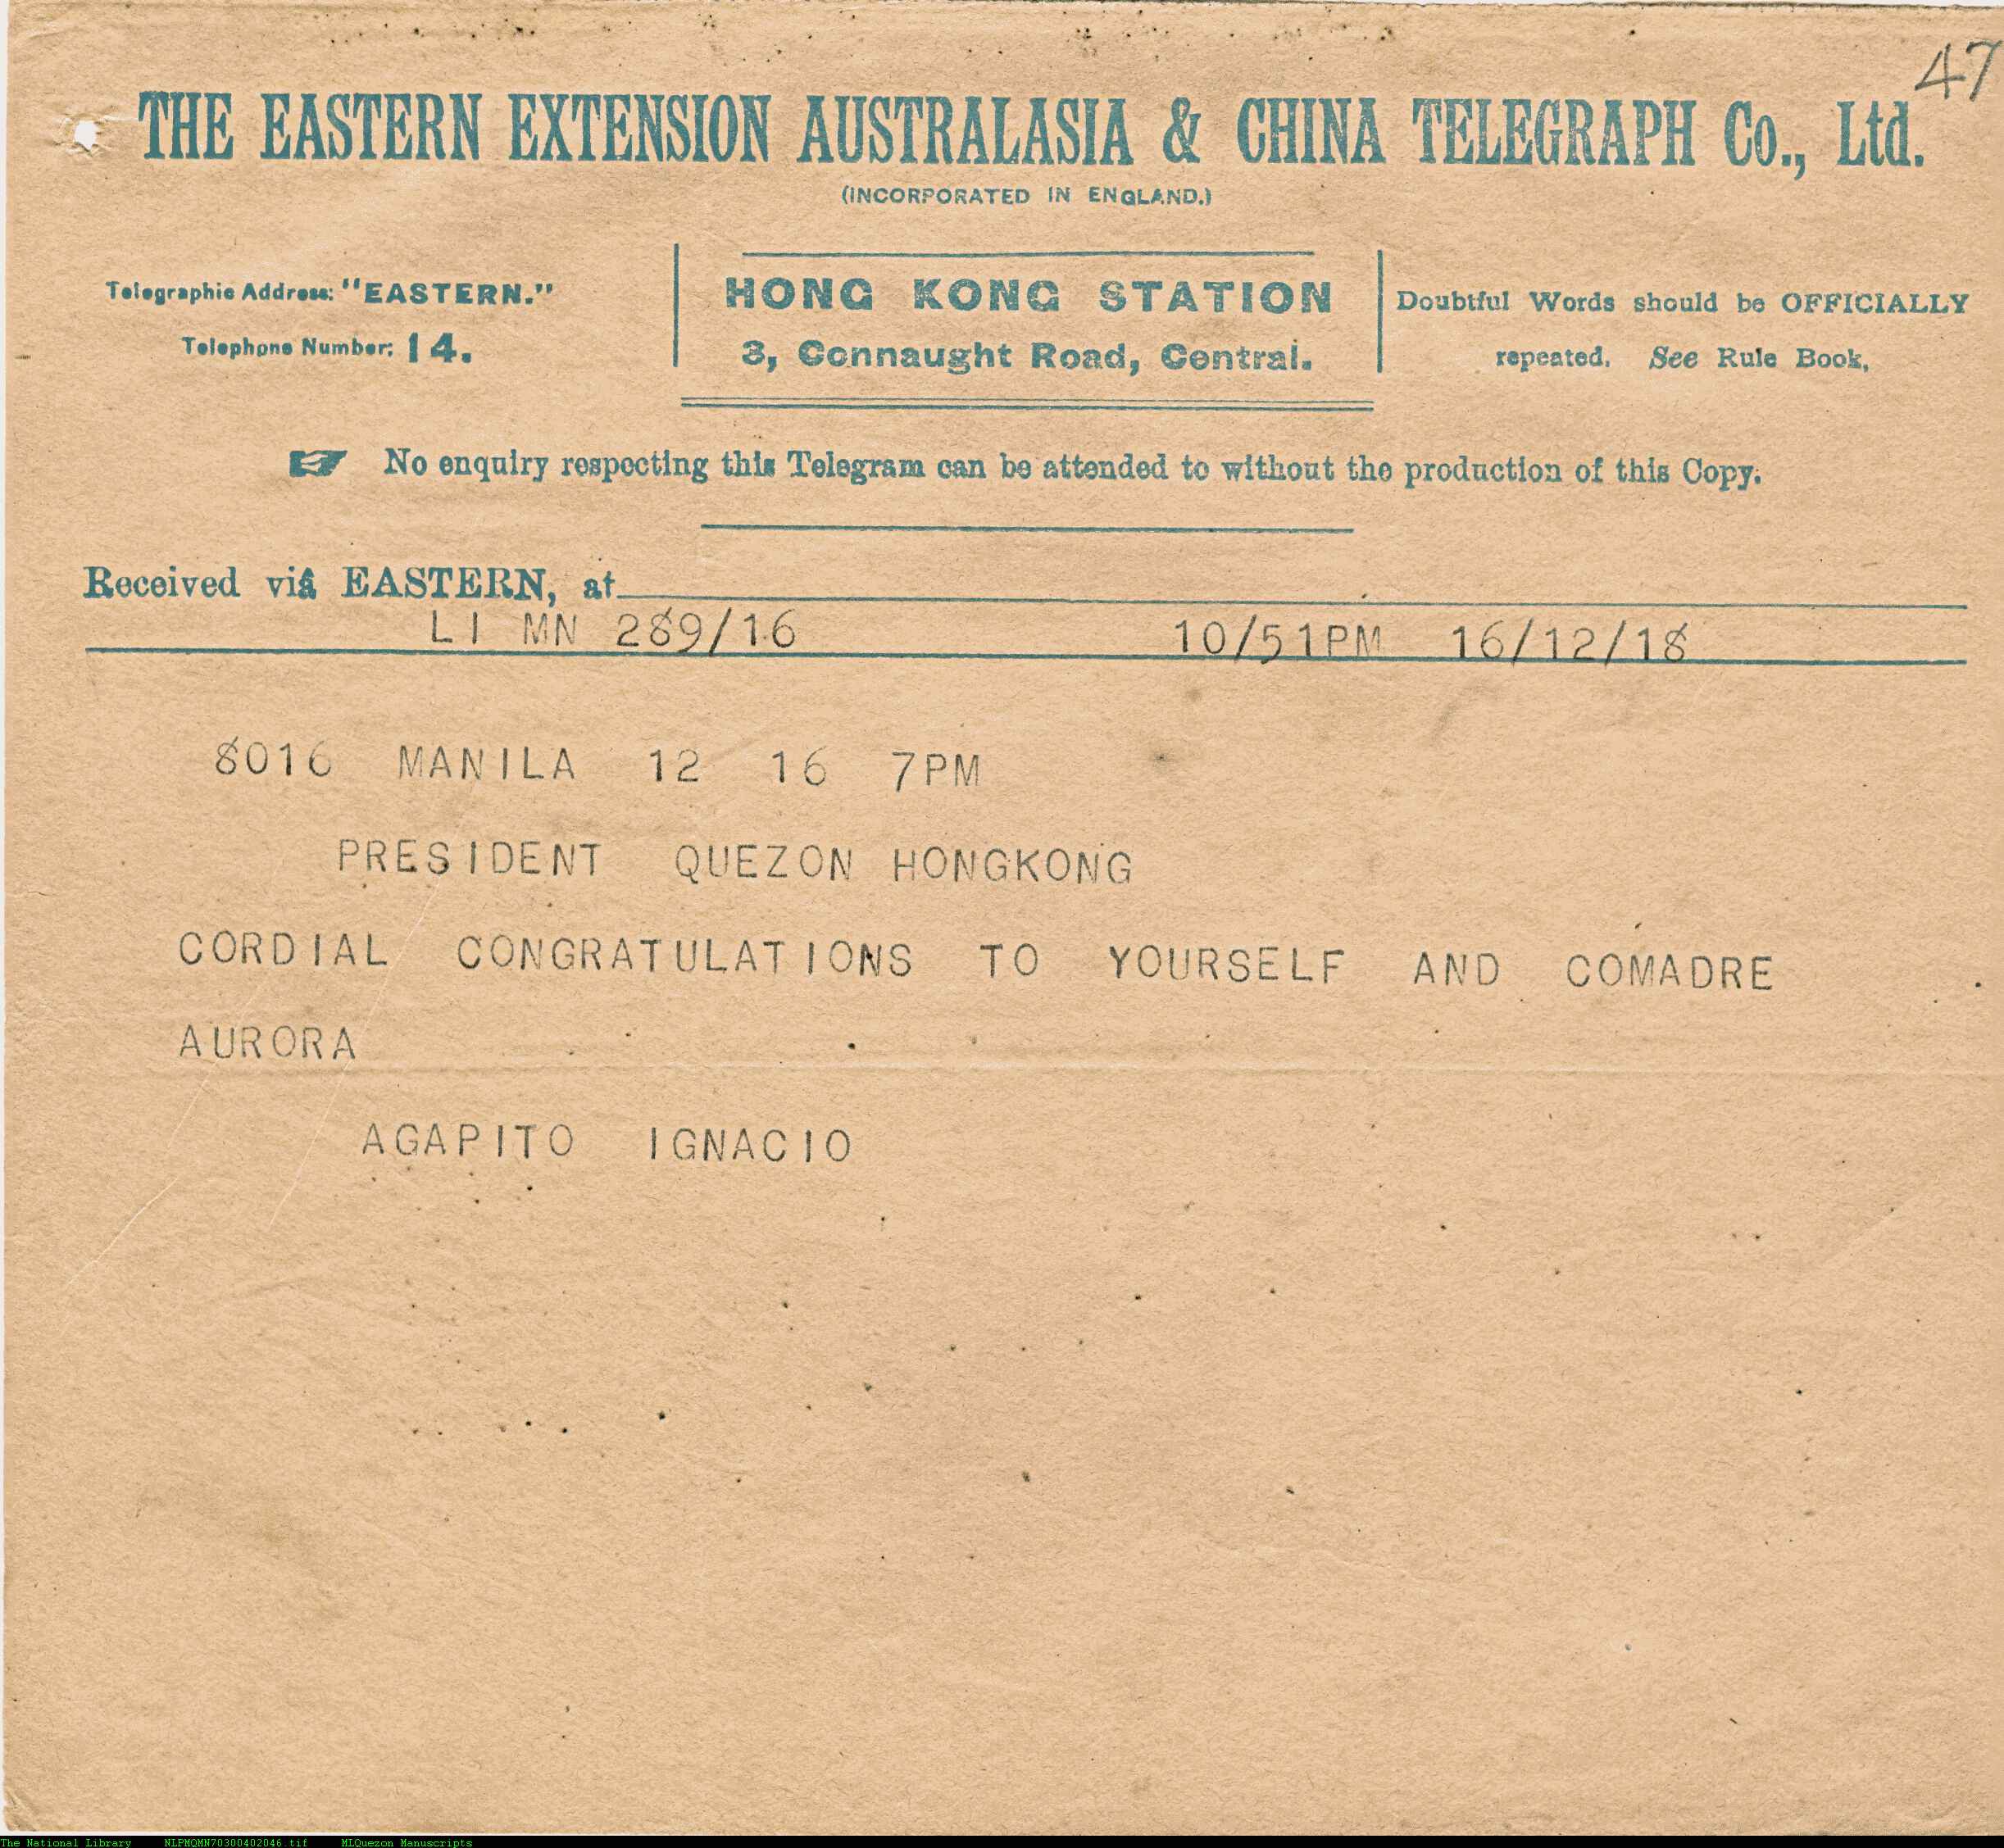 47
THE EASTERN EXTENSION AUSTRALASIA & CHINA TELEGRAPH Co., Ltd.
(INCORPORATED IN ENGLAND.)
Telegraphic Address: "EASTERN."
Telephone Number: 14.
HONG KONG STATION
3, Connaught Road, Central.
Doubtful Words should be OFFICIALLY
repeated. See Rule Book,
No enquiry respecting this Telegram can be attended to without the production of this Copy.
Received viâ EASTERN, at
LI MN 289/16 10/51PM 16/12/18
8016 MANILA 12 16 7PM
PRESIDENT QUEZON HONGKONG
CORDIAL CONGRATULATIONS TO YOURSELF AND COMADRE
AURORA
AGAPITO IGNACIO
The National Library NLPMQMN70300402046.tif MLQuezon Manuscripts